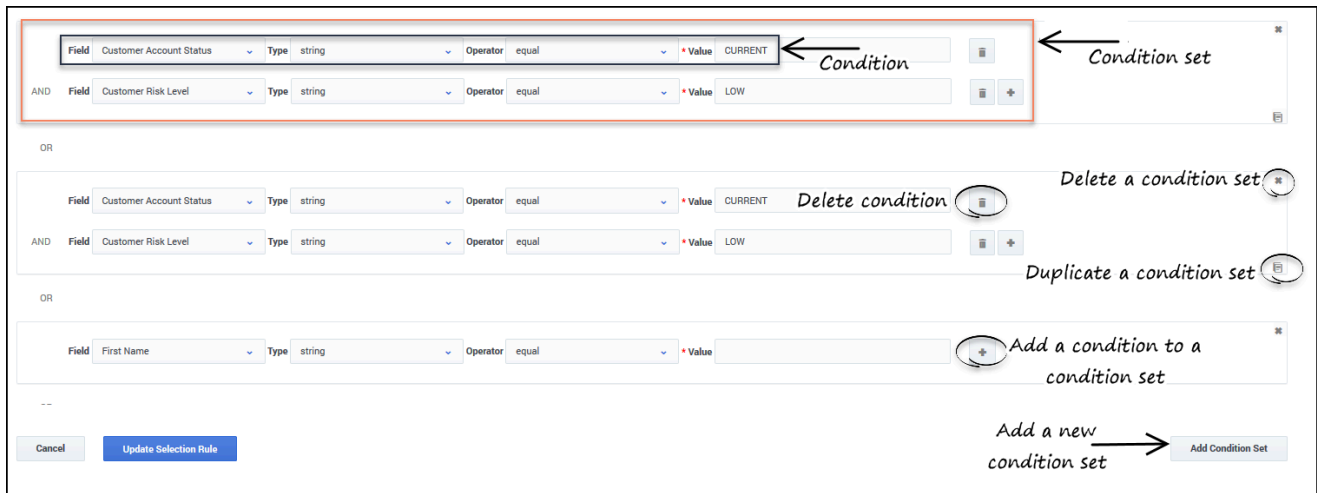 Field Customer Account Status Type string Operator equal * Value CURRENT
Condition
Condition set
AND Field Customer Risk Level Type string Operator equal * Value LOW
OR
Delete a condition set
Field Customer Account Status Type string Operator equal * Value CURRENT Delete condition
AND Field Customer Risk Level Type string Operator equal * Value LOW
Duplicate a condition set
OR
Field First Name Type string Operator equal * Value
Add a condition to a
condition set
Cancel Update Selection Rule
Add a new
condition set
Add Condition Set